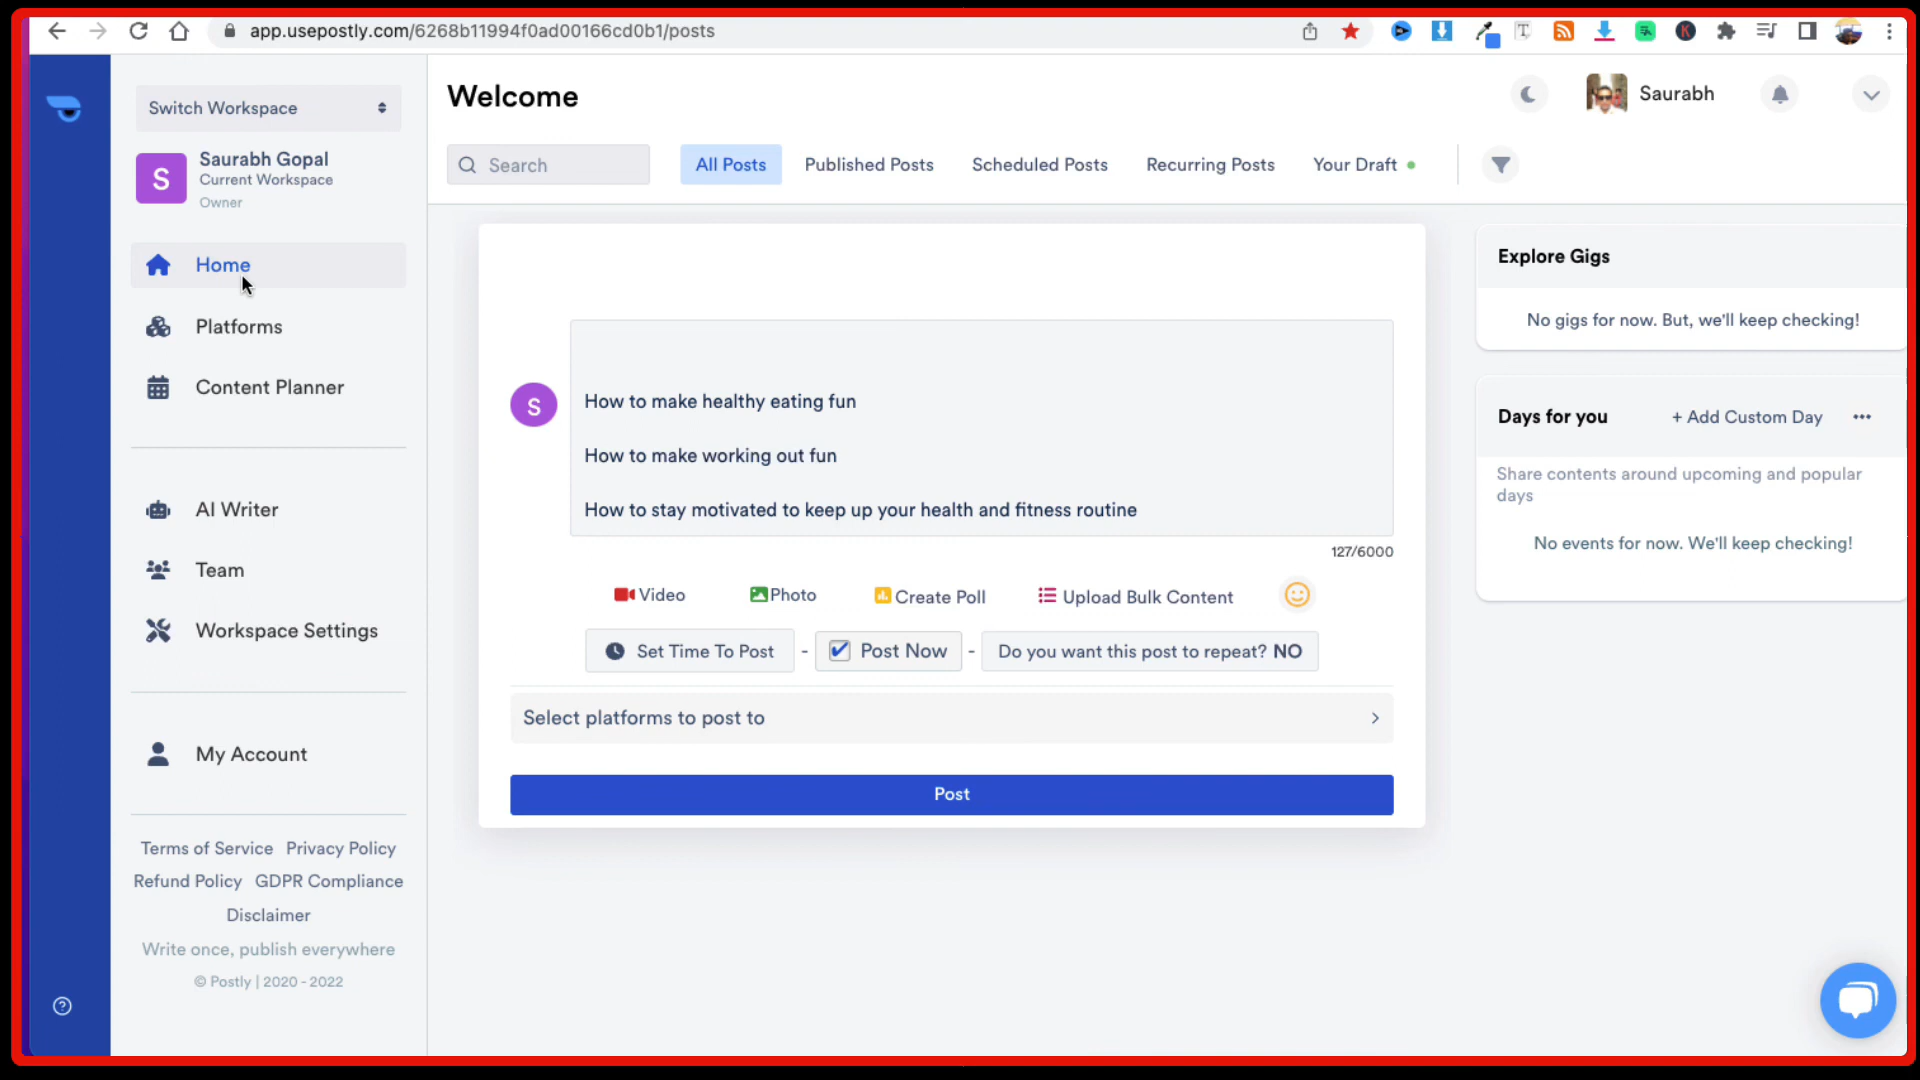 app.usepostly.com/6268b11994f0ad00166cd0b1/posts
Switch Workspace
S
Saurabh Gopal
Current Workspace
Owner
Home
Platforms
Content Planner
AI Writer
Team
Workspace Settings
My Account
Terms of Service Privacy Policy
Refund Policy GDPR Compliance
Disclaimer
Write once, publish everywhere
© Postly | 2020 - 2022
Welcome
Saurabh
Search
All Posts Published Posts Scheduled Posts Recurring Posts Your Draft
S
How to make healthy eating fun
How to make working out fun
How to stay motivated to keep up your health and fitness routine
127/6000
Video Photo Create Poll Upload Bulk Content
Set Time To Post - Post Now - Do you want this post to repeat? NO
Select platforms to post to
Post
Explore Gigs
No gigs for now. But, we'll keep checking!
Days for you + Add Custom Day
Share contents around upcoming and popular
days
No events for now. We'll keep checking!